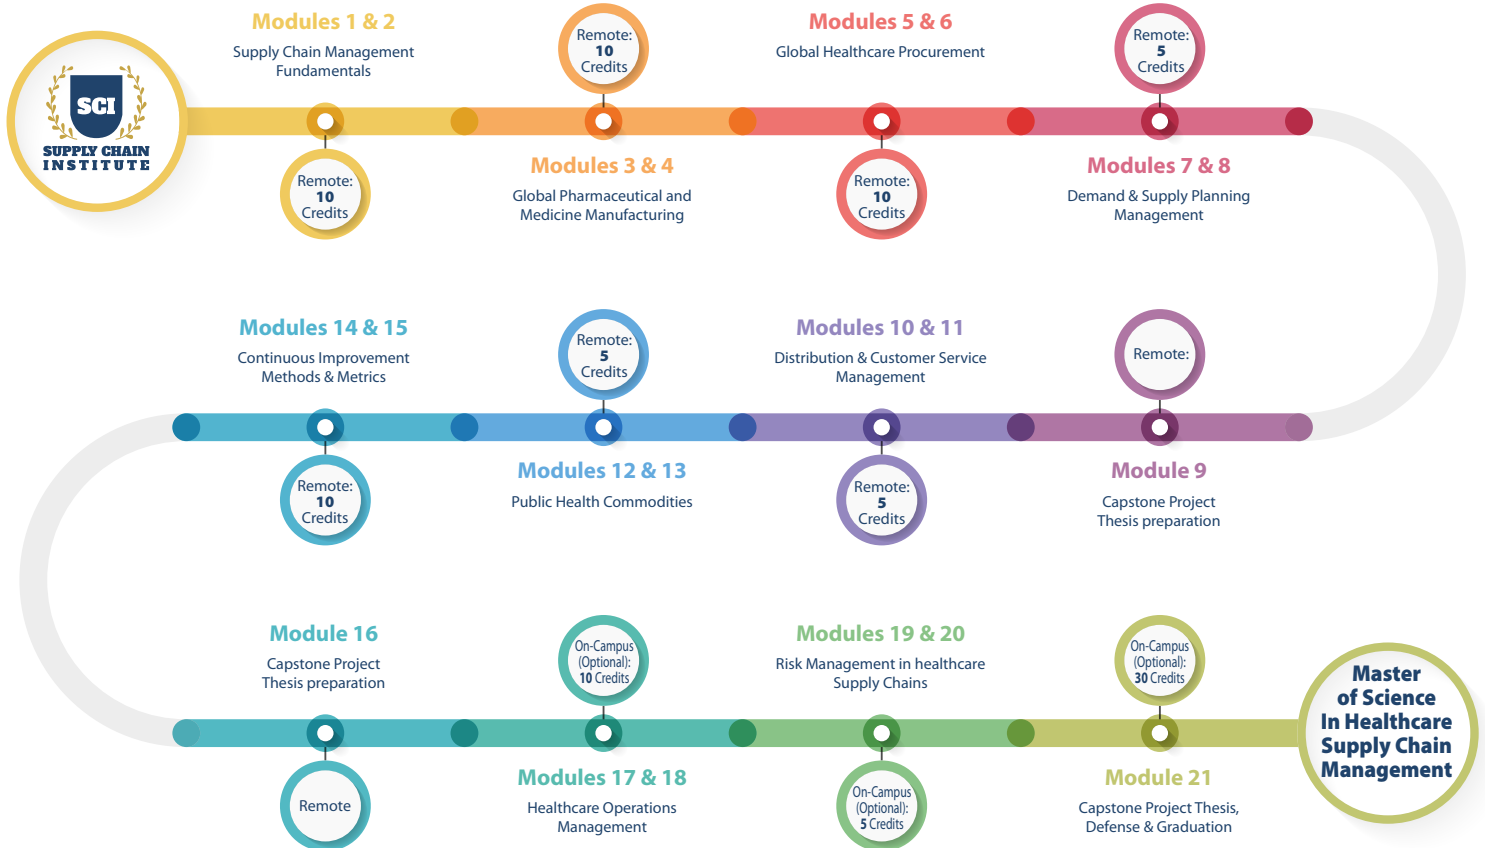 SCI
SUPPLY CHAIN
INSTITUTE
Modules 1 & 2
Supply Chain Management
Fundamentals
Remote:
10
Credits
Remote:
10
Credits
Modules 3 & 4
Global Pharmaceutical and
Medicine Manufacturing
Modules 5 & 6
Global Healthcare Procurement
Remote:
10
Credits
Remote:
5
Credits
Modules 7 & 8
Demand & Supply Planning
Management
Remote:
Module 9
Capstone Project
Thesis preparation
Modules 10 & 11
Distribution & Customer Service
Management
Remote:
5
Credits
Remote:
5
Credits
Modules 12 & 13
Public Health Commodities
Modules 14 & 15
Continuous Improvement
Methods & Metrics
Remote:
10
Credits
Module 16
Capstone Project
Thesis preparation
Remote
On-Campus
(Optional):
10 Credits
Modules 17 & 18
Healthcare Operations
Management
Modules 19 & 20
Risk Management in healthcare
Supply Chains
On-Campus
(Optional):
5 Credits
On-Campus
(Optional):
30 Credits
Module 21
Capstone Project Thesis,
Defense & Graduation
Master
of Science
In Healthcare
Supply Chain
Management